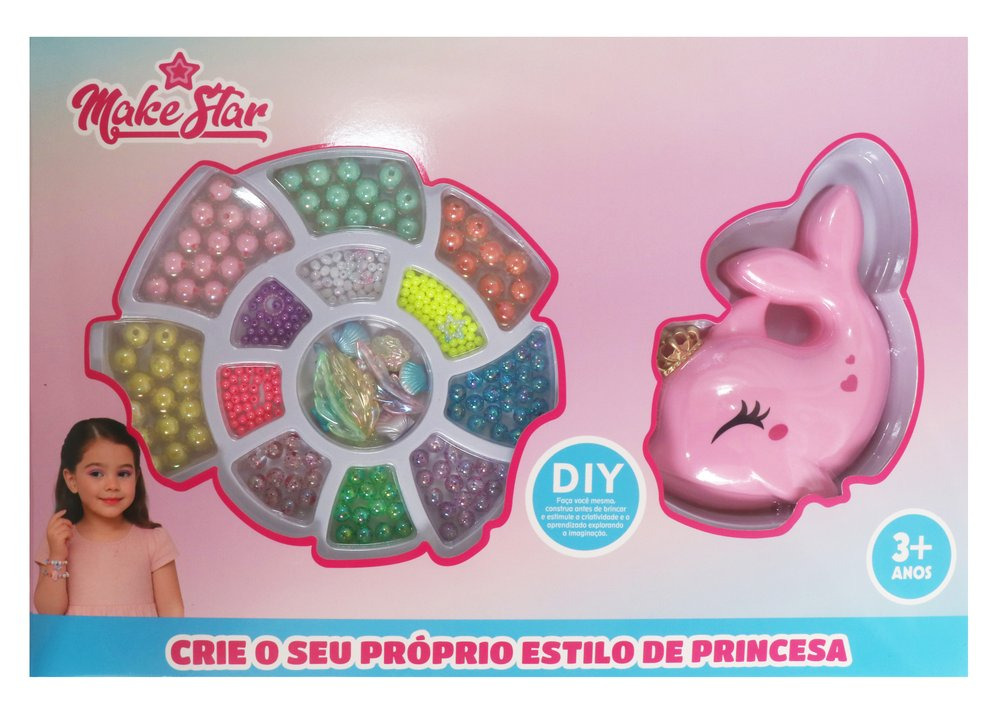 Make Star
DIY
Faça você mesmo,
construa antes de brincar
e estimule a criatividade e o
aprendizado explorando
a imaginação.
3+
ANOS
CRIE O SEU PRÓPRIO ESTILO DE PRINCESA